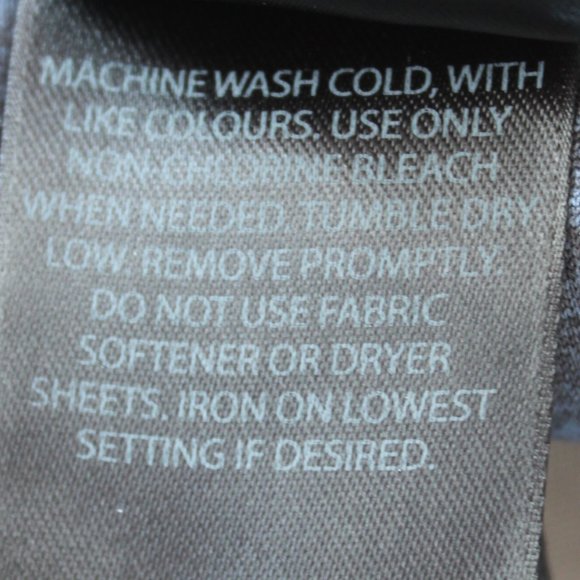 MACHINE WASH COLD, WITH
LIKE COLOURS. USE ONLY
NON-CHLORINE BLEACH
WHEN NEEDED. TUMBLE DRY
LOW. REMOVE PROMPTLY.
DO NOT USE FABRIC
SOFTENER OR DRYER
SHEETS. IRON ON LOWEST
SETTING IF DESIRED.